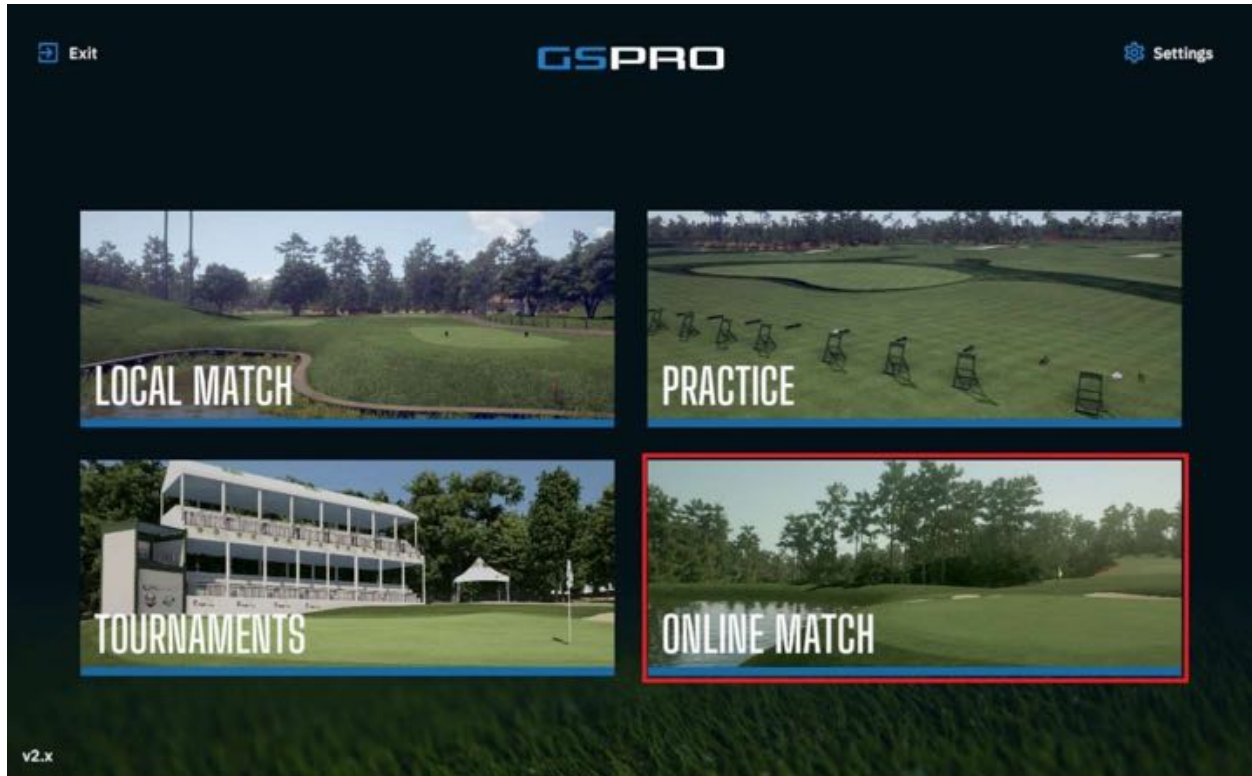 Exit
GSPRO
Settings
LOCAL MATCH
PRACTICE
TOURNAMENTS
ONLINE MATCH
v2.x